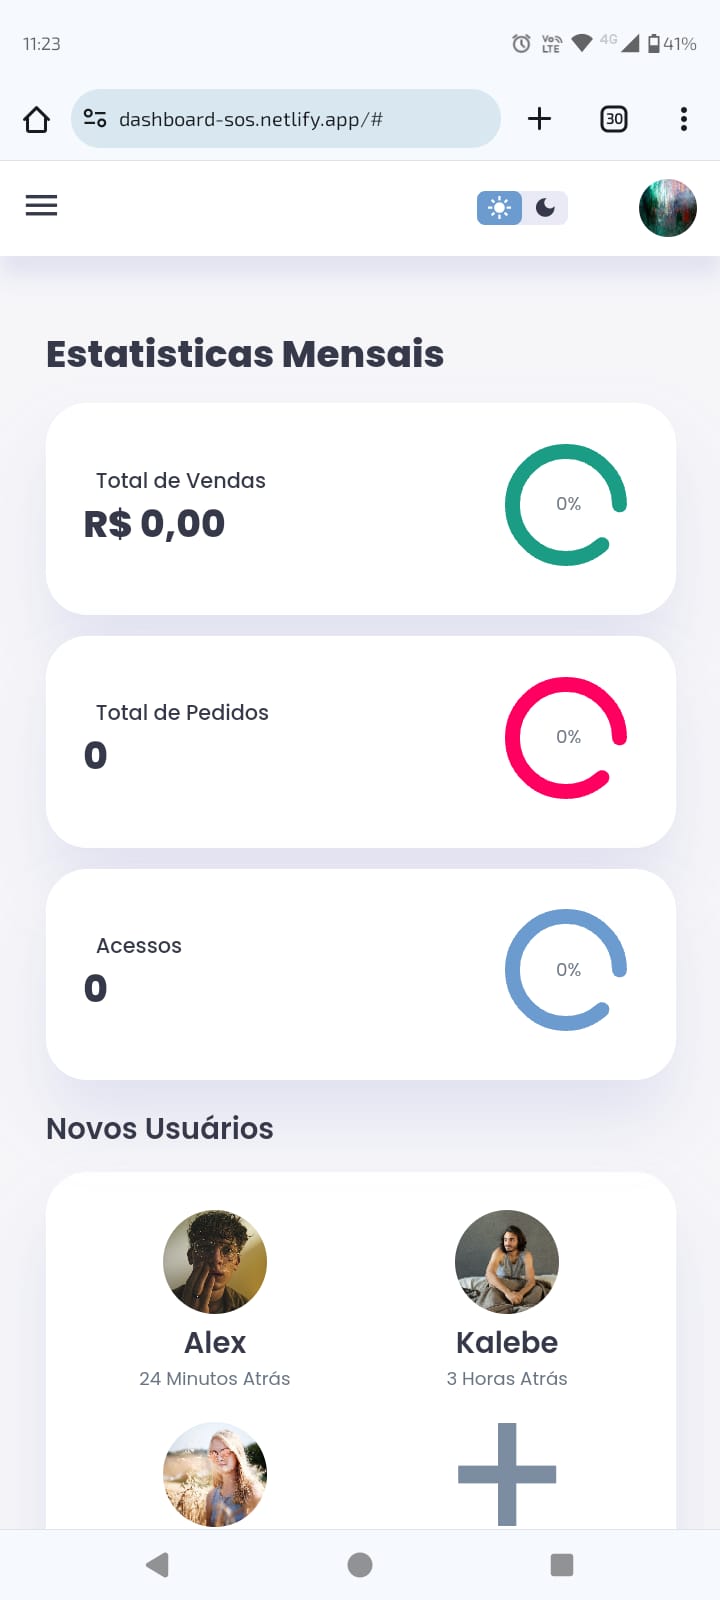 11:23
Vo
LTE
4G
41%
dashboard-sos.netlify.app/#
30
Estatisticas Mensais
Total de Vendas
R$ 0,00
0%
Total de Pedidos
0
0%
Acessos
0
0%
Novos Usuários
Alex
Kalebe
24 Minutos Atrás
3 Horas Atrás